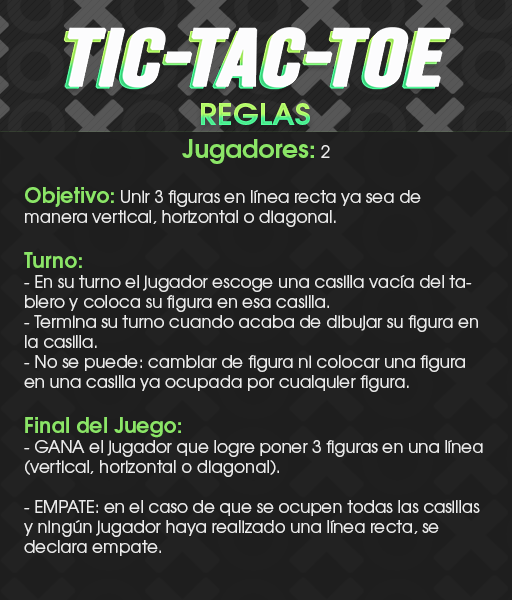 TIC-TAC-TOE
REGLAS
Jugadores: 2
Objetivo: Unir 3 figuras en línea recta ya sea de
manera vertical, horizontal o diagonal.
Turno:
- En su turno el jugador escoge una casilla vacía del ta-
blero y coloca su figura en esa casilla.
- Termina su turno cuando acaba de dibujar su figura en
la casilla.
- No se puede: cambiar de figura ni colocar una figura
en una casilla ya ocupada por cualquier figura.
Final del Juego:
- GANA el jugador que logre poner 3 figuras en una línea
(vertical, horizontal o diagonal).
- EMPATE: en el caso de que se ocupen todas las casillas
y ningún jugador haya realizado una línea recta, se
declara empate.